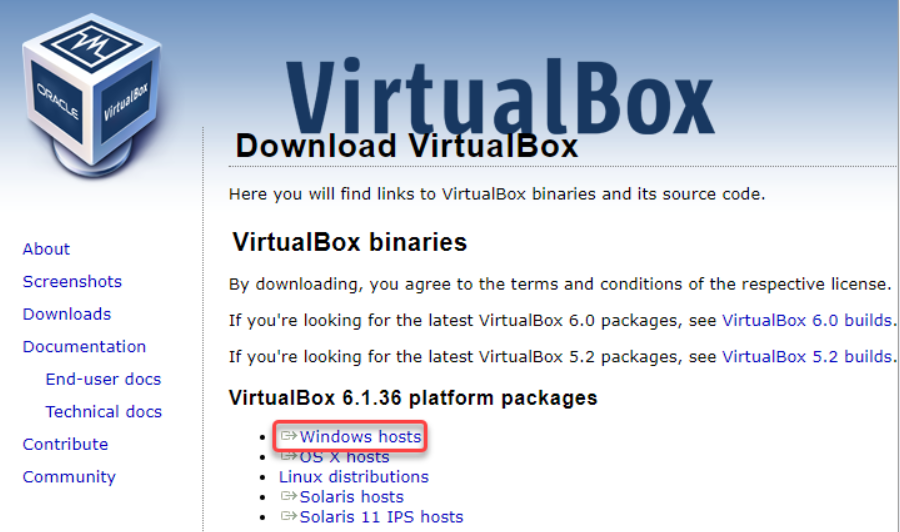 ORACLE
VirtualBox
VirtualBox
Download VirtualBox
Here you will find links to VirtualBox binaries and its source code.
VirtualBox binaries
By downloading, you agree to the terms and conditions of the respective license.
If you're looking for the latest VirtualBox 6.0 packages, see VirtualBox 6.0 builds.
If you're looking for the latest VirtualBox 5.2 packages, see VirtualBox 5.2 builds.
VirtualBox 6.1.36 platform packages
Windows hosts
OS X hosts
Linux distributions
Solaris hosts
Solaris 11 IPS hosts
About
Screenshots
Downloads
Documentation
End-user docs
Technical docs
Contribute
Community